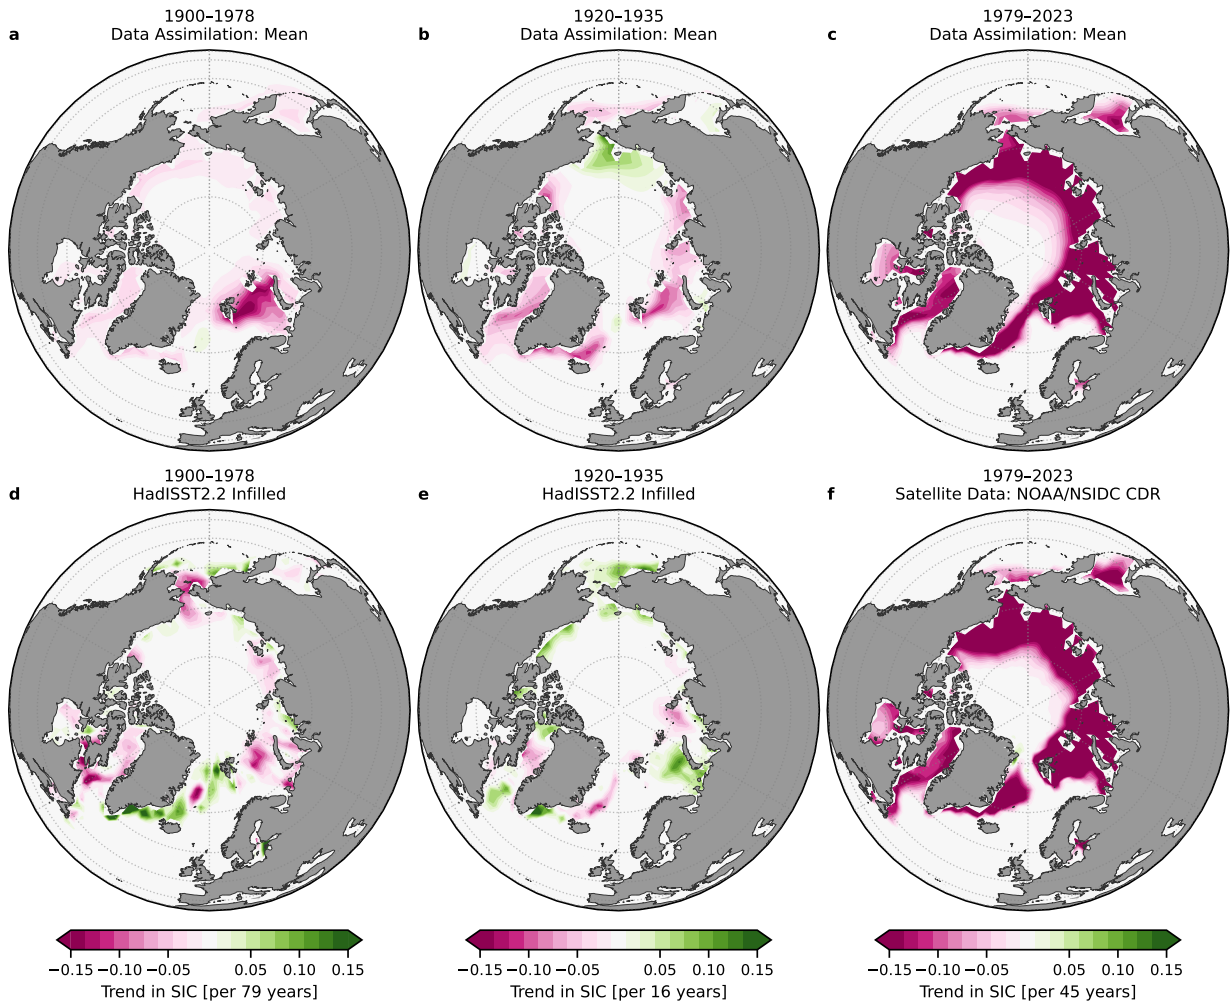 1900–1978
a Data Assimilation: Mean
1920–1935
b Data Assimilation: Mean
1979–2023
c Data Assimilation: Mean
1900–1978
d HadISST2.2 Infilled
1920–1935
e HadISST2.2 Infilled
1979–2023
f Satellite Data: NOAA/NSIDC CDR
−0.15 −0.10 −0.05 0.05 0.10 0.15
Trend in SIC [per 79 years]
−0.15 −0.10 −0.05 0.05 0.10 0.15
Trend in SIC [per 16 years]
−0.15 −0.10 −0.05 0.05 0.10 0.15
Trend in SIC [per 45 years]